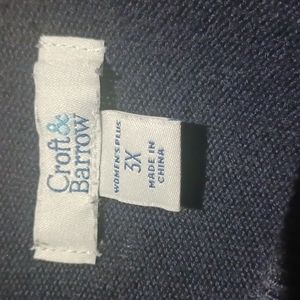 Croft &
Barrow
WOMEN'S PLUS
3X
MADE IN
CHINA